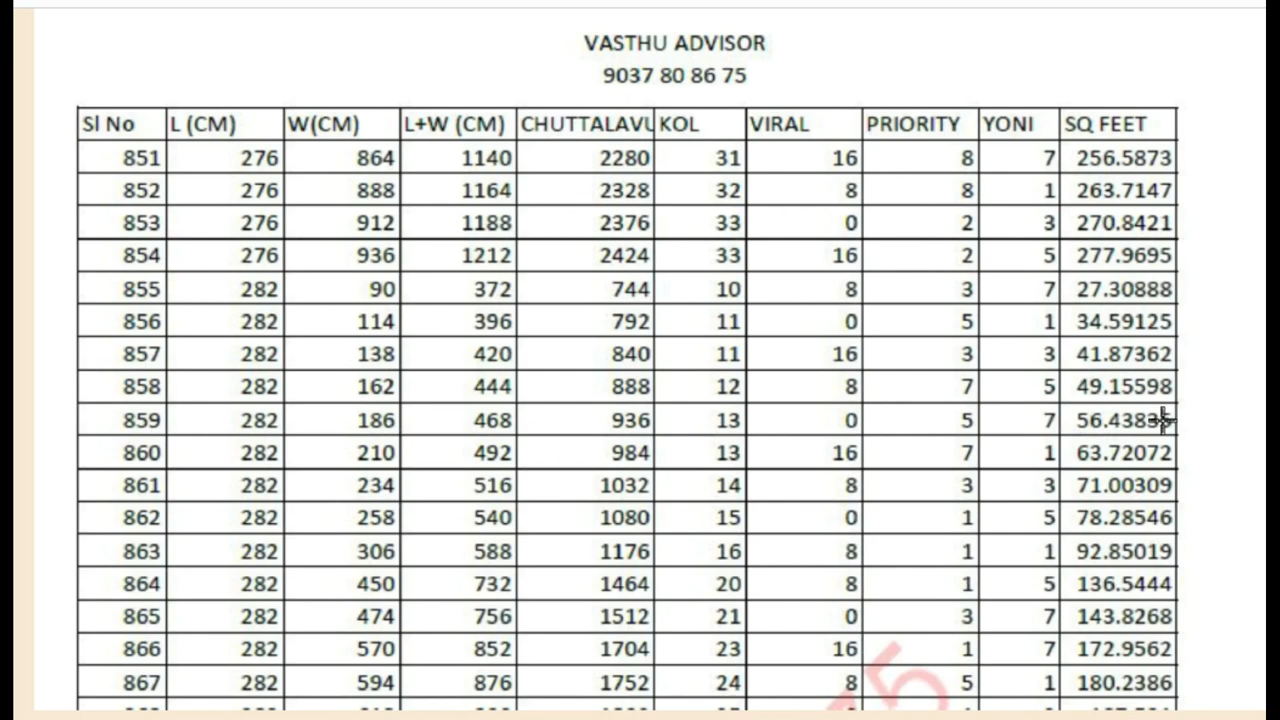 VASTHU ADVISOR
9037 80 86 75
Sl No L (CM) W(CM) L+W (CM) CHUTTALAVU KOL VIRAL PRIORITY YONI SQ FEET
851 276 864 1140 2280 31 16 8 7 256.5873
852 276 888 1164 2328 32 8 8 1 263.7147
853 276 912 1188 2376 33 0 2 3 270.8421
854 276 936 1212 2424 33 16 2 5 277.9695
855 282 90 372 744 10 8 3 7 27.30888
856 282 114 396 792 11 0 5 1 34.59125
857 282 138 420 840 11 16 3 3 41.87362
858 282 162 444 888 12 8 7 5 49.15598
859 282 186 468 936 13 0 5 7
860 282 210 492 984 13 16 7 1 63.72072
861 282 234 516 1032 14 8 3 3 71.00309
862 282 258 540 1080 15 0 1 5 78.28546
863 282 306 588 1176 16 8 1 1 92.85019
864 282 450 732 1464 20 8 1 5 136.5444
865 282 474 756 1512 21 0 3 7 143.8268
866 282 570 852 1704 23 16 1 7 172.9562
867 282 594 876 1752 24 8 5 1 180.2386